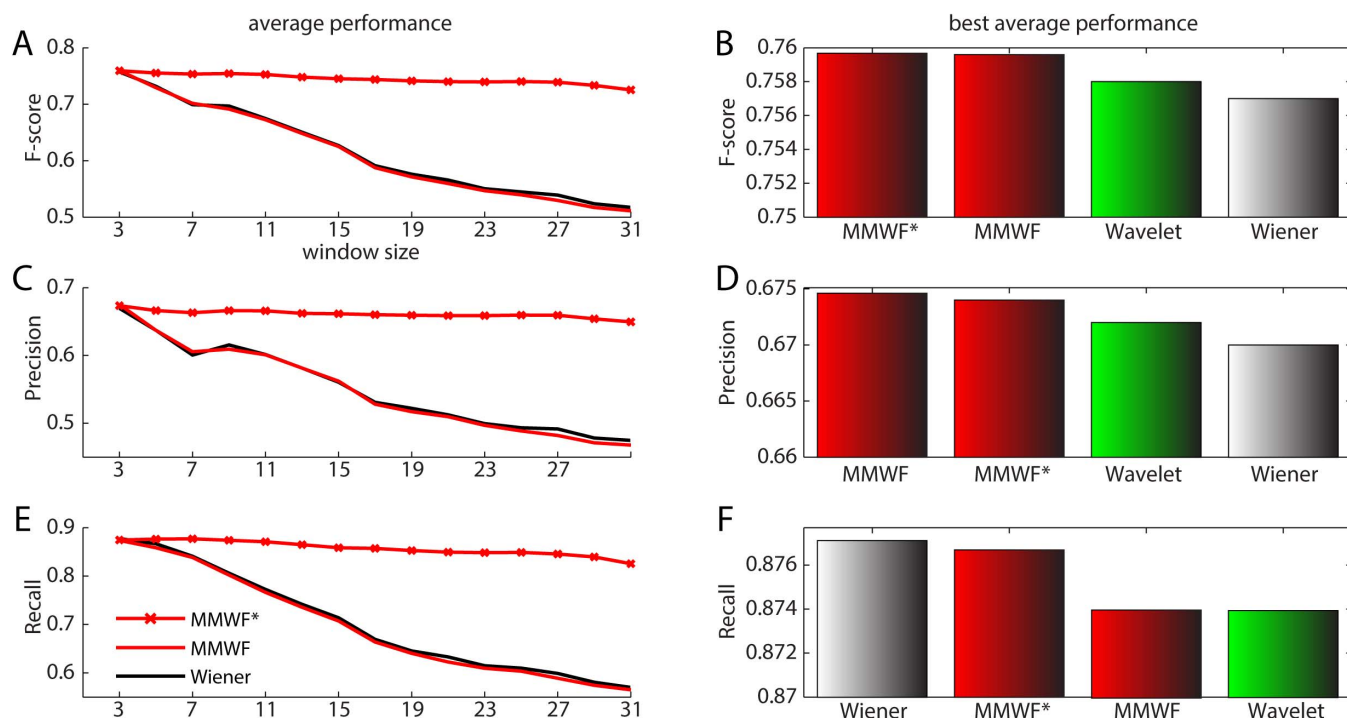 average performance
best average performance
A
0.8
0.7
0.6
0.5
F-score
3 7 11 15 19 23 27 31
window size
B
0.76
0.758
0.756
0.754
0.752
0.75
F-score
MMWF* MMWF Wavelet Wiener
C
0.7
0.6
0.5
Precision
3 7 11 15 19 23 27
D
0.675
0.67
0.665
0.66
Precision
MMWF MMWF* Wavelet Wiener
E
0.9
0.8
0.7
0.6
Recall
MMWF*
MMWF
Wiener
3 7 11 15 19 23 27 31
F
0.876
0.874
0.872
0.87
Recall
Wiener MMWF* MMWF Wavelet